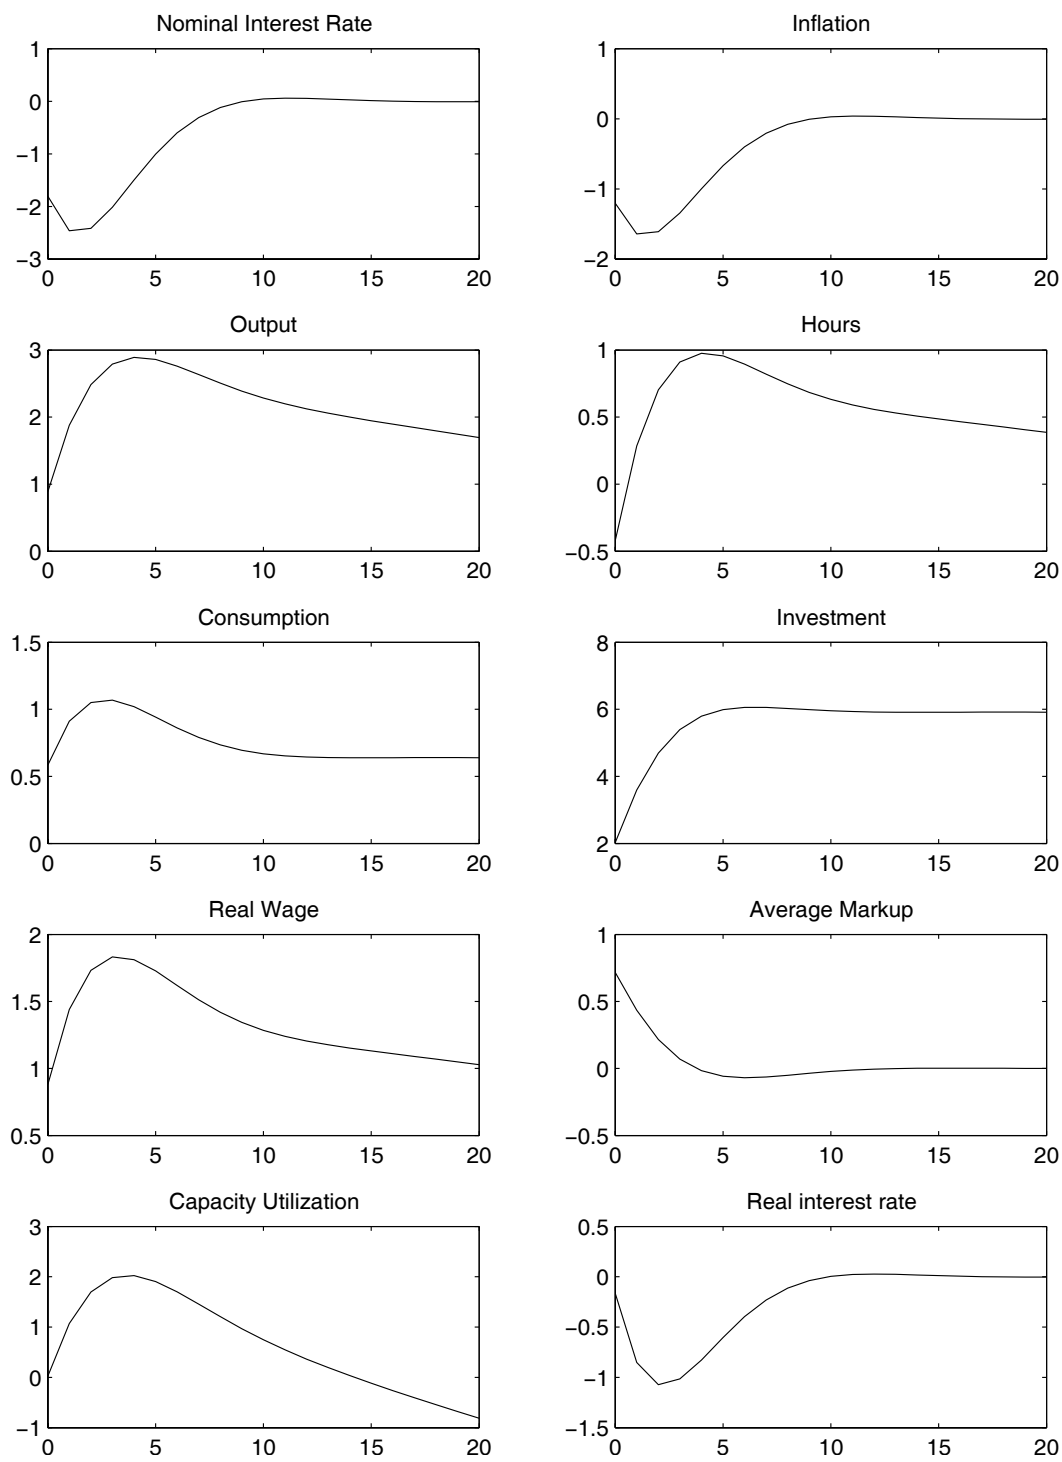 Nominal Interest Rate
1
0
−1
−2
−3
0 5 10 15 20
Inflation
1
0
−1
−2
0 5 10 15 20
Output
3
2
1
0
0 5 10 15 20
Hours
1
0.5
0
−0.5
0 5 10 15 20
Consumption
1.5
1
0.5
0
0 5 10 15 20
Investment
8
6
4
2
0 5 10 15 20
Real Wage
2
1.5
1
0.5
0 5 10 15 20
Average Markup
1
0.5
0
−0.5
0 5 10 15 20
Capacity Utilization
3
2
1
0
−1
0 5 10 15 20
Real interest rate
0.5
0
−0.5
−1
−1.5
0 5 10 15 20